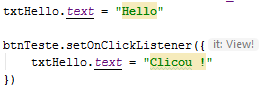 txtHello.text = "Hello"
btnTeste.setOnClickListener({ it: View!
txtHello.text = "Clicou !"
})